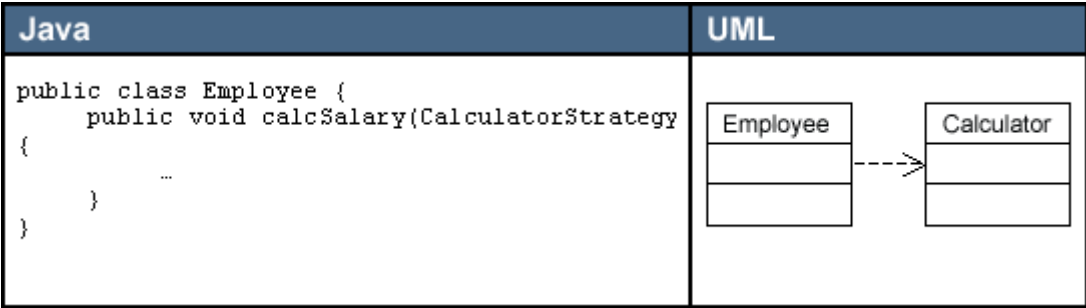 Java
UML
public class Employee {
public void calcSalary(CalculatorStrategy
{
…
}
}
Employee
Calculator